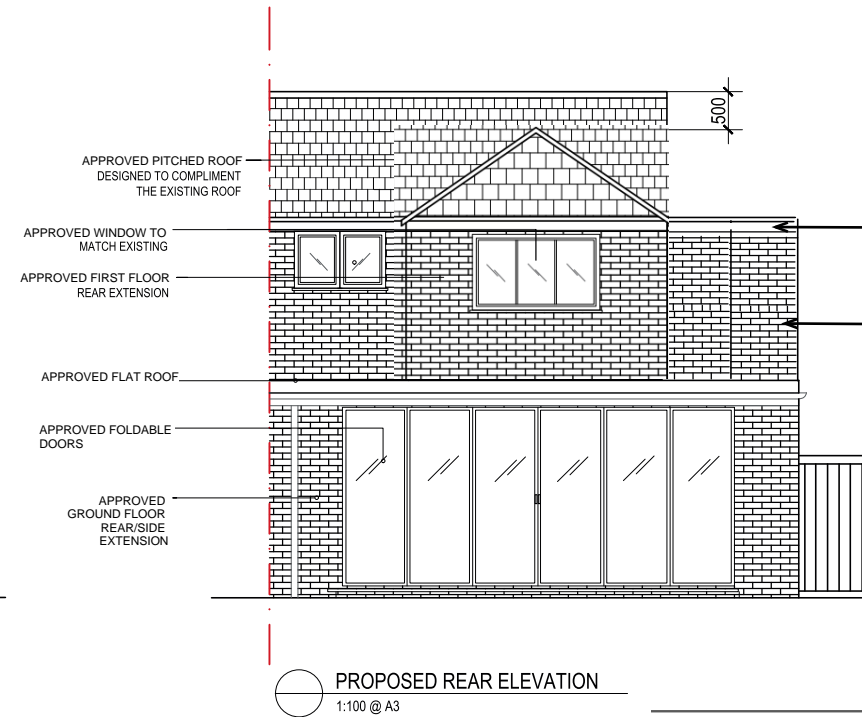 500
APPROVED PITCHED ROOF
DESIGNED TO COMPLIMENT
THE EXISTING ROOF
APPROVED WINDOW TO
MATCH EXISTING
APPROVED FIRST FLOOR
REAR EXTENSION
APPROVED FLAT ROOF
APPROVED FOLDABLE
DOORS
APPROVED
GROUND FLOOR
REAR/SIDE
EXTENSION
PROPOSED REAR ELEVATION
1:100 @ A3